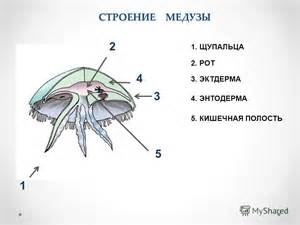 СТРОЕНИЕ МЕДУЗЫ
2
4
3
5
1
1. ЩУПАЛЬЦА
2. РОТ
3. ЭКТДЕРМА
4. ЭНТОДЕРМА
5. КИШЕЧНАЯ ПОЛОСТЬ
MyShared